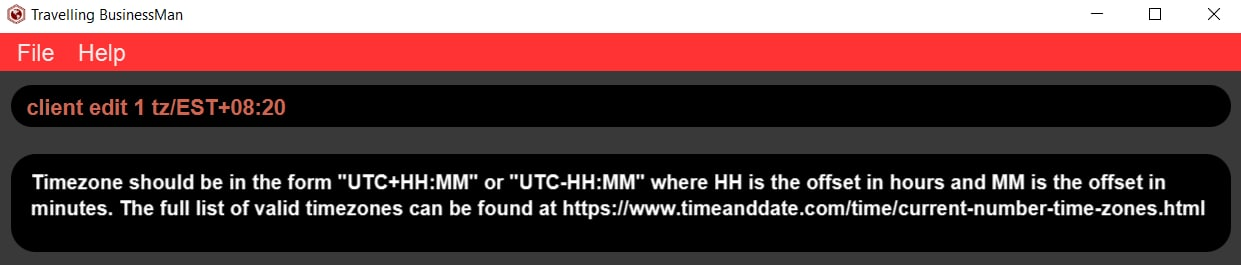 Travelling BusinessMan
File Help
client edit 1 tz/EST+08:20
Timezone should be in the form "UTC+HH:MM" or "UTC-HH:MM" where HH is the offset in hours and MM is the offset in
minutes. The full list of valid timezones can be found at https://www.timeanddate.com/time/current-number-time-zones.html